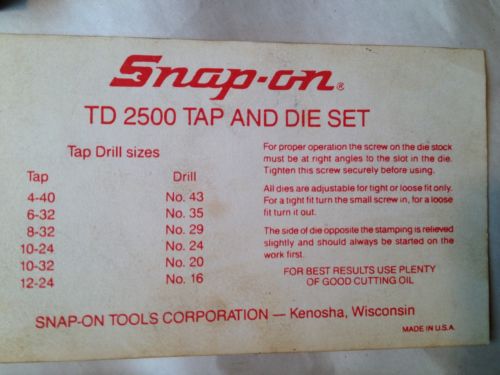 Snap-on®
TD 2500 TAP AND DIE SET
Tap Drill sizes
Tap Drill
4-40 No. 43
6-32 No. 35
8-32 No. 29
10-24 No. 24
10-32 No. 20
12-24 No. 16
For proper operation the screw on the die stock
must be at right angles to the slot in the die.
Tighten this screw securely before using.
All dies are adjustable for tight or loose fit only.
For a tight fit turn the small screw in, for a loose
fit turn it out.
The side of die opposite the stamping is relieved
slightly and should always be started on the
work first.
FOR BEST RESULTS USE PLENTY
OF GOOD CUTTING OIL
SNAP-ON TOOLS CORPORATION — Kenosha, Wisconsin
MADE IN U.S.A.